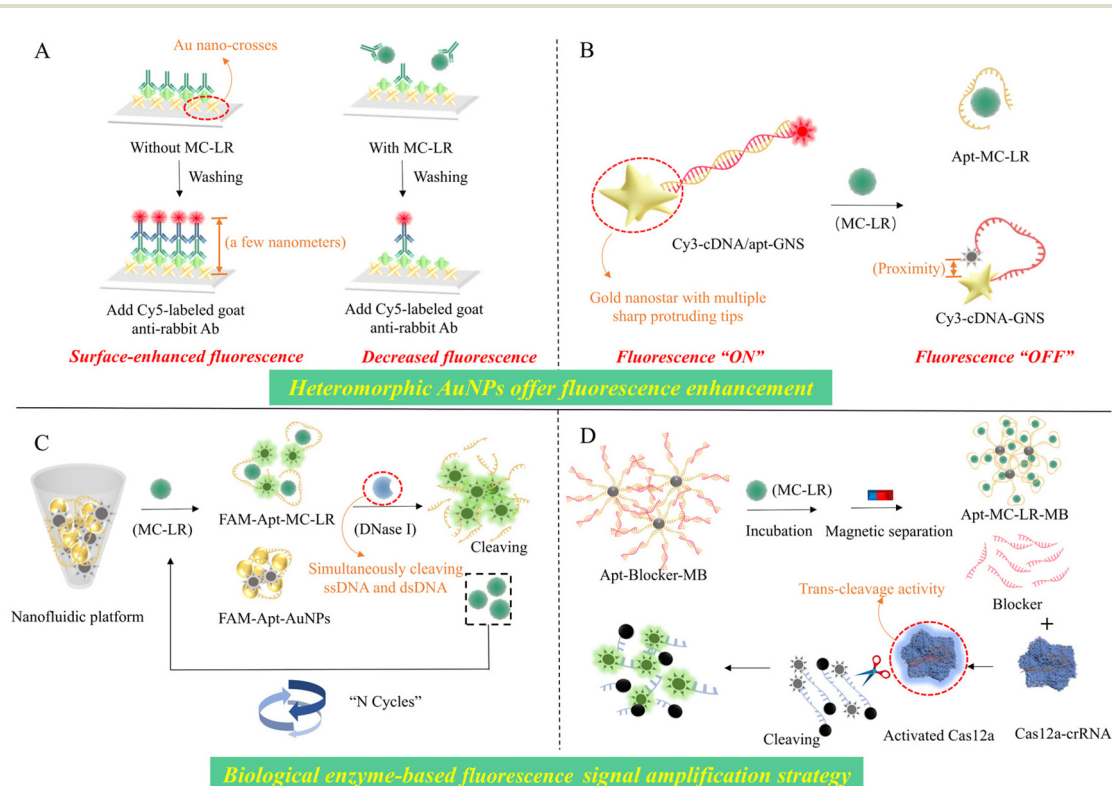 A
Au nano-crosses
Without MC-LR
Washing
(a few nanometers)
Add Cy5-labeled goat
anti-rabbit Ab
Surface-enhanced fluorescence
With MC-LR
Washing
Add Cy5-labeled goat
anti-rabbit Ab
Decreased fluorescence
B
Cy3-cDNA/apt-GNS
Gold nanostar with multiple
sharp protruding tips
Fluorescence “ON”
(MC-LR)
Apt-MC-LR
(Proximity)
Cy3-cDNA-GNS
Fluorescence “OFF”
Heteromorphic AuNPs offer fluorescence enhancement
C
Nanofluidic platform
(MC-LR)
FAM-Apt-MC-LR
FAM-Apt-AuNPs
(DNase I)
Simultaneously cleaving
ssDNA and dsDNA
Cleaving
“N Cycles”
D
Apt-Blocker-MB
(MC-LR)
Incubation
Magnetic separation
Apt-MC-LR-MB
Blocker
+
Trans-cleavage activity
Cleaving
Activated Cas12a
Cas12a-crRNA
Biological enzyme-based fluorescence signal amplification strategy